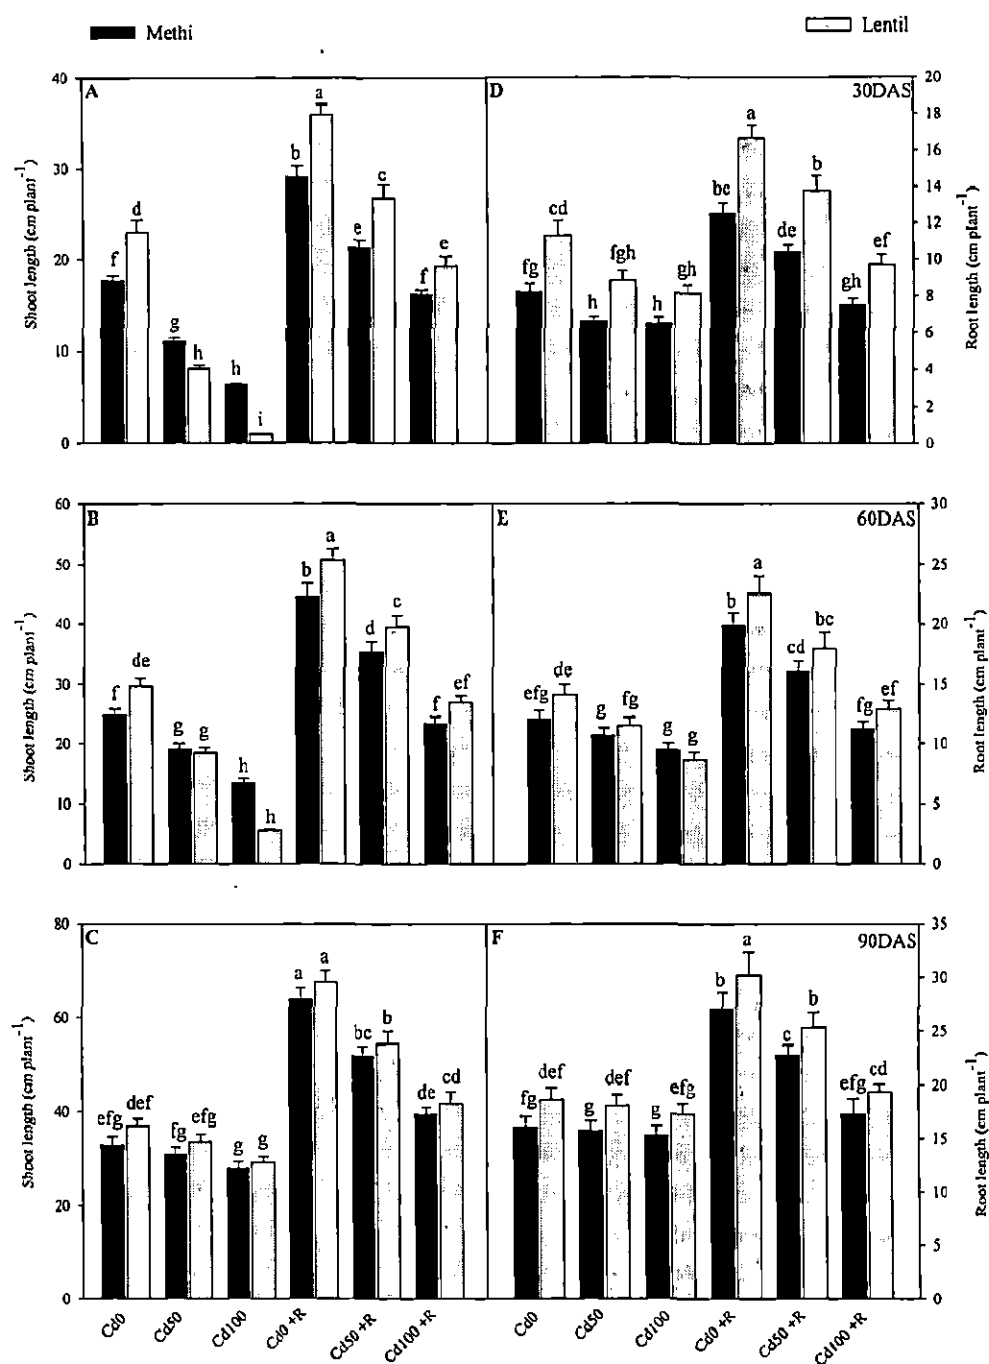 Methi
Lentil
A
D
30DAS
Shoot length (cm plant⁻¹)
40
30
20
10
0
f
d
g
h
h
i
b
a
e
c
f
e
fg
cd
h
fgh
h
gh
bc
a
de
b
gh
ef
20
18
16
14
12
10
8
6
4
2
0
Root length (cm plant⁻¹)
B
E
60DAS
Shoot length (cm plant⁻¹)
60
50
40
30
20
10
0
f
de
g
g
h
h
b
a
d
c
f
ef
efg
de
g
fg
g
g
b
a
cd
bc
fg
ef
30
25
20
15
10
5
0
Root length (cm plant⁻¹)
C
F
90DAS
Shoot length (cm plant⁻¹)
80
60
40
20
0
efg
def
fg
efg
g
g
a
a
bc
b
de
cd
fg
def
g
def
g
efg
b
a
c
b
efg
cd
35
30
25
20
15
10
5
0
Root length (cm plant⁻¹)
Cd0
Cd50
Cd100
Cd0 +R
Cd50 +R
Cd100 +R
Cd0
Cd50
Cd100
Cd0 +R
Cd50 +R
Cd100 +R